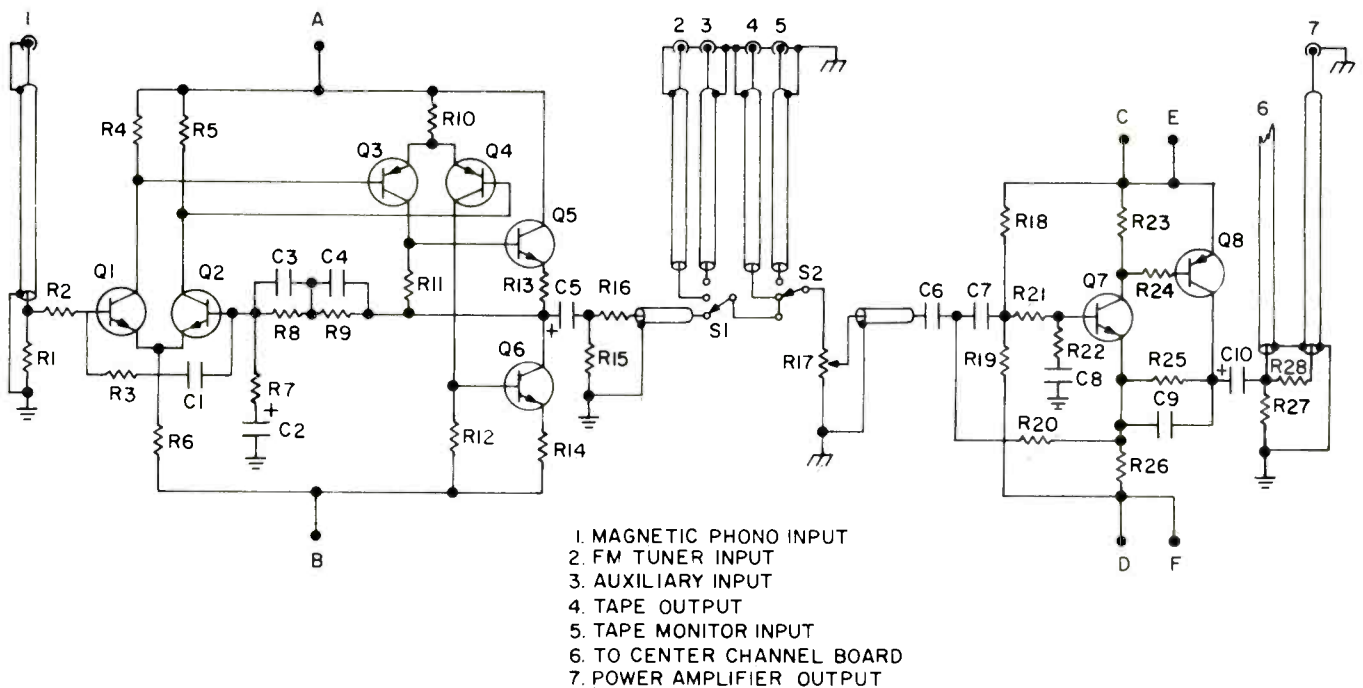 1
A
2 3 4 5
7
6
C E
R4
R5
R10
Q3
Q4
Q5
Q1
Q2
C3
C4
R11
R13
C5
R16
S1
S2
R2
R1
R3
C1
R8
R9
R7
+
C2
+
R6
R12
Q6
R14
R15
R17
C6
C7
R18
R21
R19
R22
C8
R20
Q7
R23
R24
Q8
R25
C9
C10
+
R28
R27
R26
B
D F
1. MAGNETIC PHONO INPUT
2. FM TUNER INPUT
3. AUXILIARY INPUT
4. TAPE OUTPUT
5. TAPE MONITOR INPUT
6. TO CENTER CHANNEL BOARD
7. POWER AMPLIFIER OUTPUT